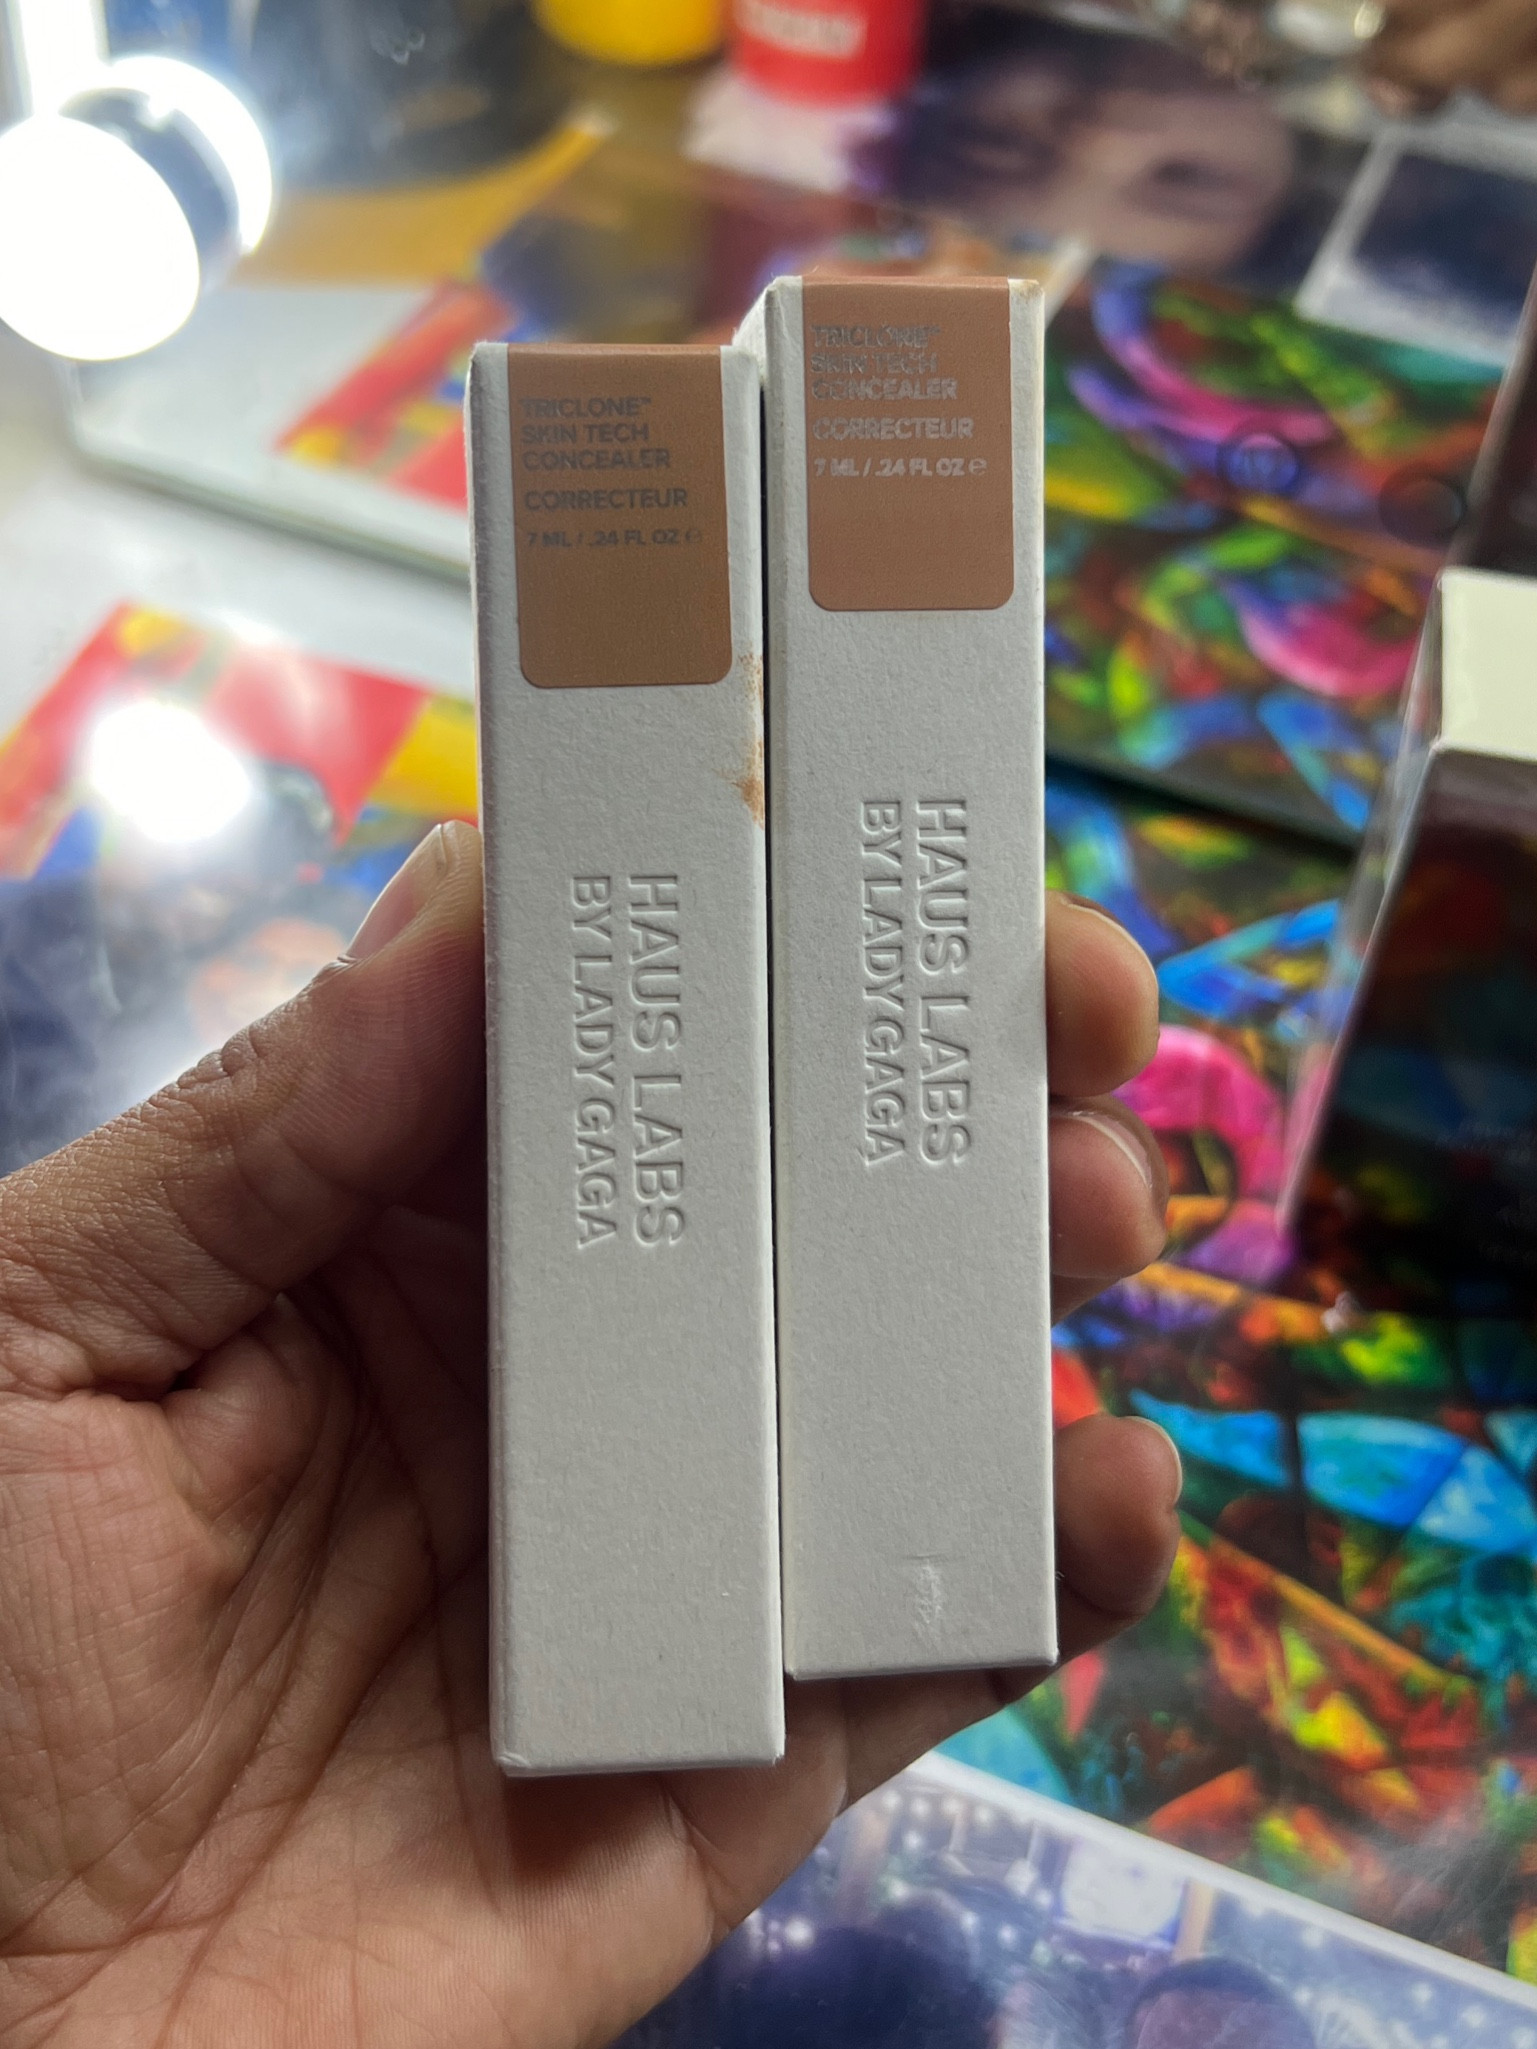 TRICLONE™
SKIN TECH
CONCEALER
CORRECTEUR
7 ML / .24 FL OZ ℮
HAUS LABS
BY LADY GAGA
TRICLONE™
SKIN TECH
CONCEALER
CORRECTEUR
7 ML / .24 FL OZ ℮
HAUS LABS
BY LADY GAGA